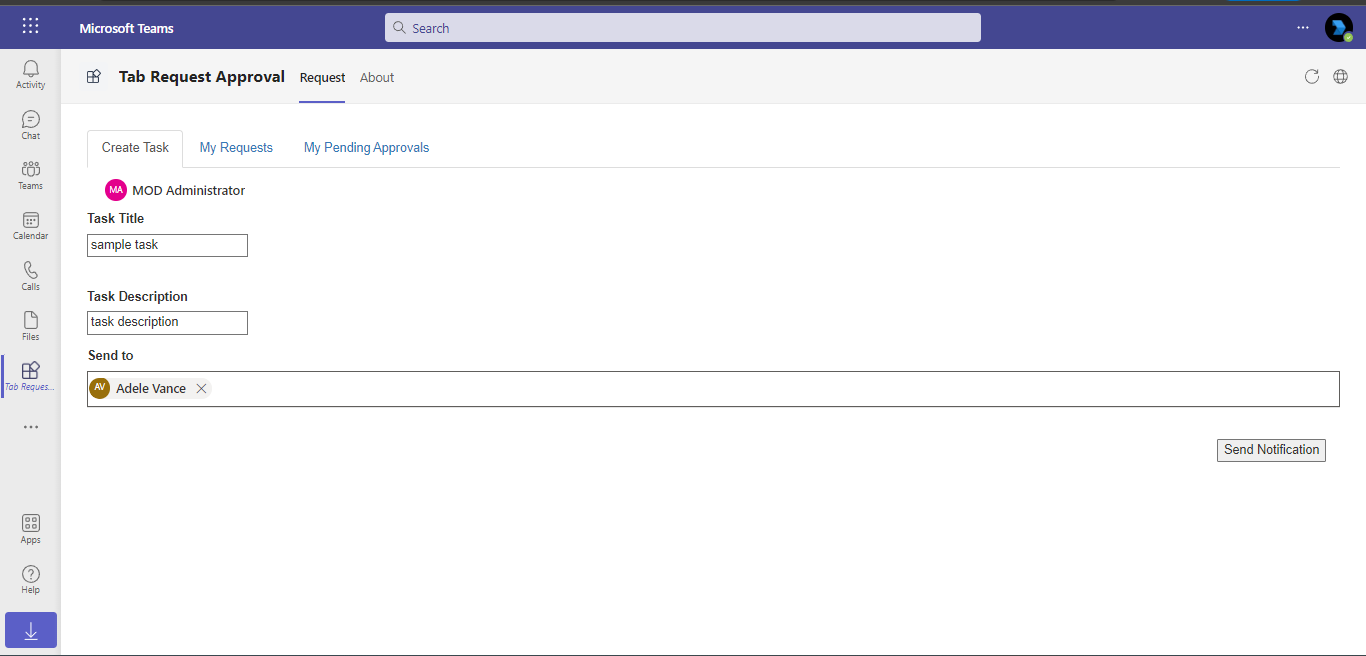 Microsoft Teams
Search
Activity
Chat
Teams
Calendar
Calls
Files
Tab Reques...
Apps
Help
Tab Request Approval Request About
Create Task My Requests My Pending Approvals
MA MOD Administrator
Task Title
sample task
Task Description
task description
Send to
AV Adele Vance
Send Notification